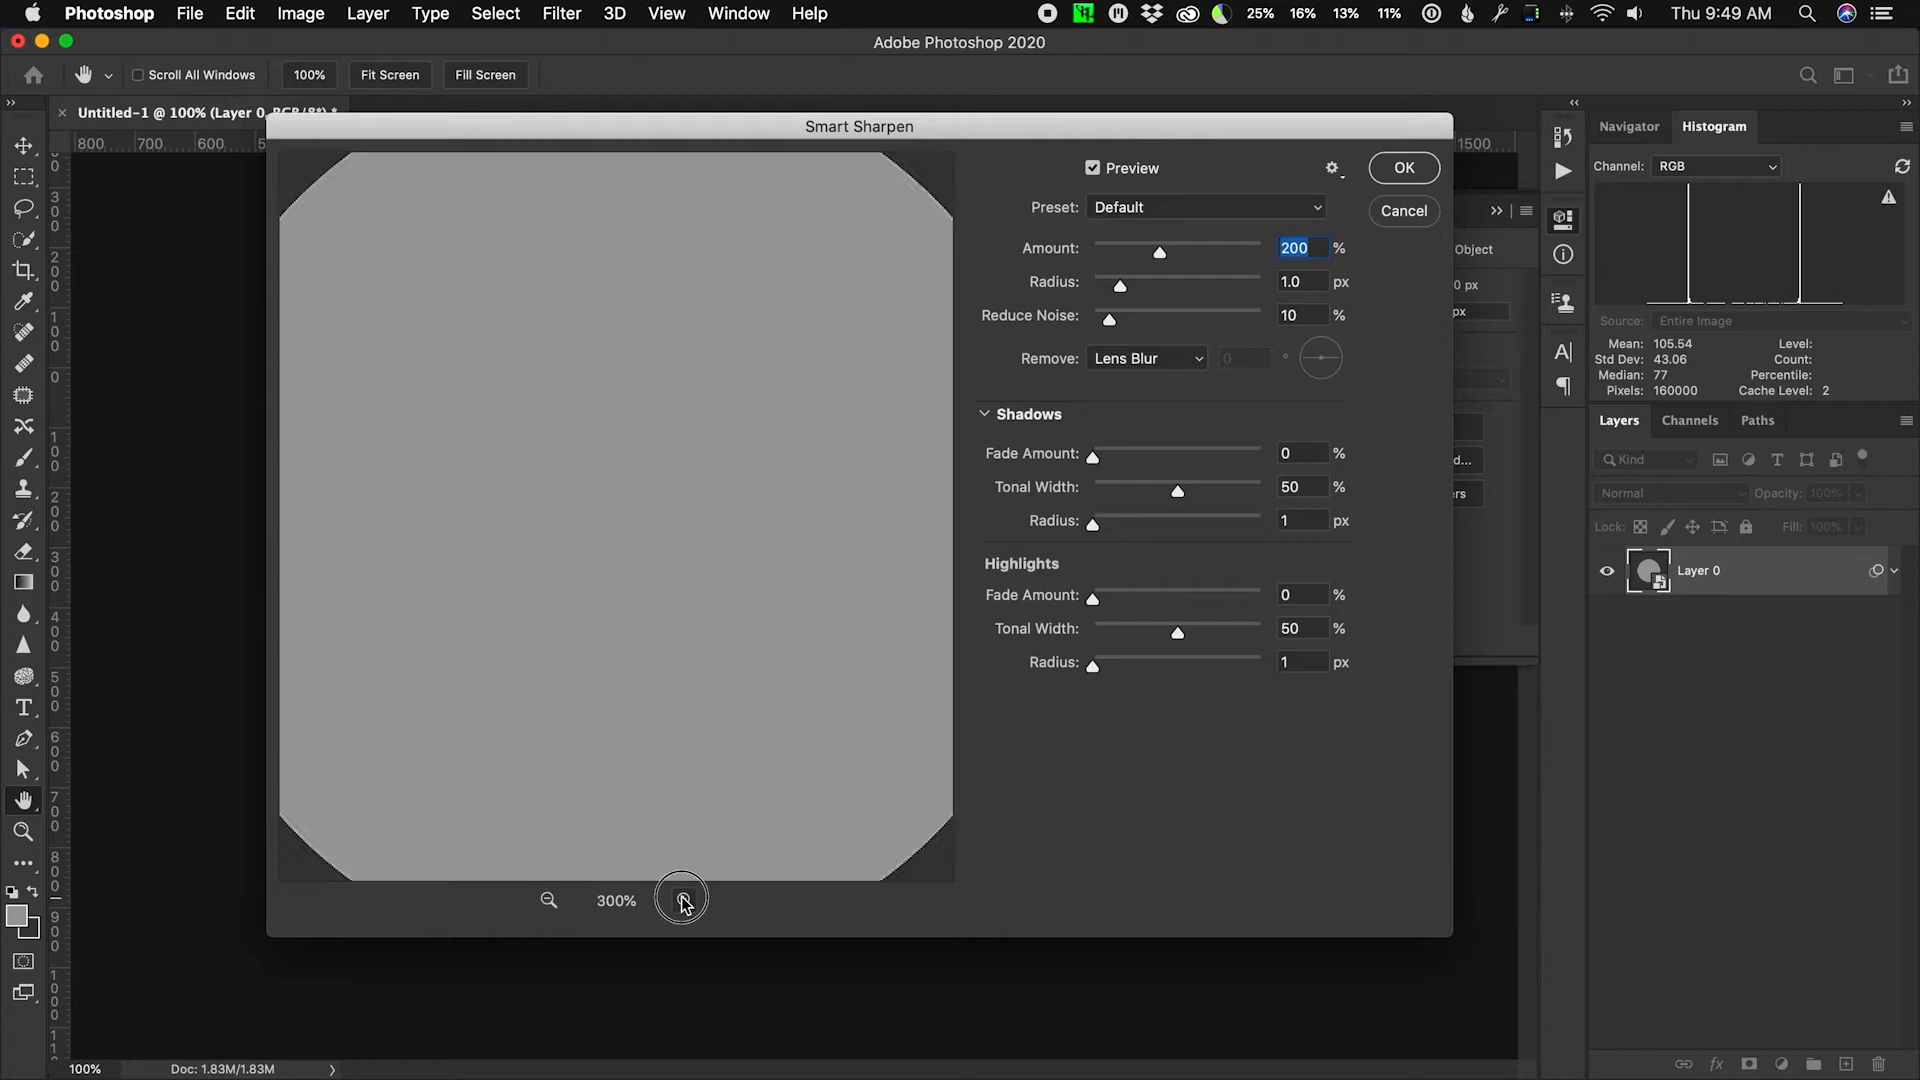 Photoshop File Edit Image Layer Type Select Filter 3D View Window Help 25% 16% 13% 11% Thu 9:49 AM
Adobe Photoshop 2020
Scroll All Windows 100% Fit Screen Fill Screen
Untitled-1 @ 100% (Layer 0, RGB/8*) *
Smart Sharpen
800 700 600 1500
Preview
OK
Preset: Default
Cancel
Amount: 200 %
Radius: 1.0 px
Reduce Noise: 10 %
Remove: Lens Blur 0 °
Shadows
Fade Amount: 0 %
Tonal Width: 50 %
Radius: 1 px
Highlights
Fade Amount: 0 %
Tonal Width: 50 %
Radius: 1 px
300%
Object
0 px
px
d...
ers
Navigator Histogram
Channel: RGB
Source: Entire Image
Mean: 105.54 Level:
Std Dev: 43.06 Count:
Median: 77 Percentile:
Pixels: 160000 Cache Level: 2
Layers Channels Paths
Kind
Normal Opacity: 100%
Lock: Fill: 100%
Layer 0
fx
100% Doc: 1.83M/1.83M